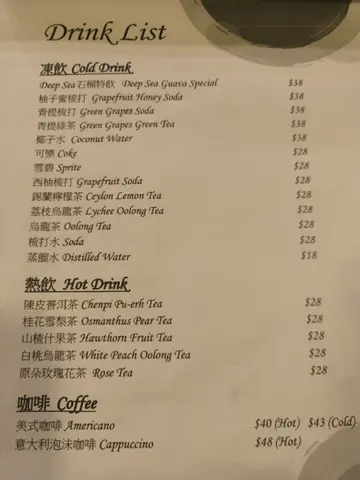 Drink List
凍飲 Cold Drink
Deep Sea 石榴特飲 Deep Sea Guava Special $38
柚子蜜梳打 Grapefruit Honey Soda $38
青提梳打 Green Grapes Soda $38
青提綠茶 Green Grapes Green Tea $38
椰子水 Coconut Water $38
可樂 Coke $28
雪碧 Sprite $28
西柚梳打 Grapefruit Soda $28
錫蘭檸檬茶 Ceylon Lemon Tea $28
荔枝烏龍茶 Lychee Oolong Tea $28
烏龍茶 Oolong Tea $28
梳打水 Soda $28
蒸餾水 Distilled Water $18
熱飲 Hot Drink
陳皮普洱茶 Chenpi Pu-erh Tea $28
桂花雪梨茶 Osmanthus Pear Tea $28
山楂什果茶 Hawthorn Fruit Tea $28
白桃烏龍茶 White Peach Oolong Tea $28
原朵玫瑰花茶 Rose Tea $28
咖啡 Coffee
美式咖啡 Americano $40 (Hot) $43 (Cold)
意大利泡沫咖啡 Cappuccino $48 (Hot)